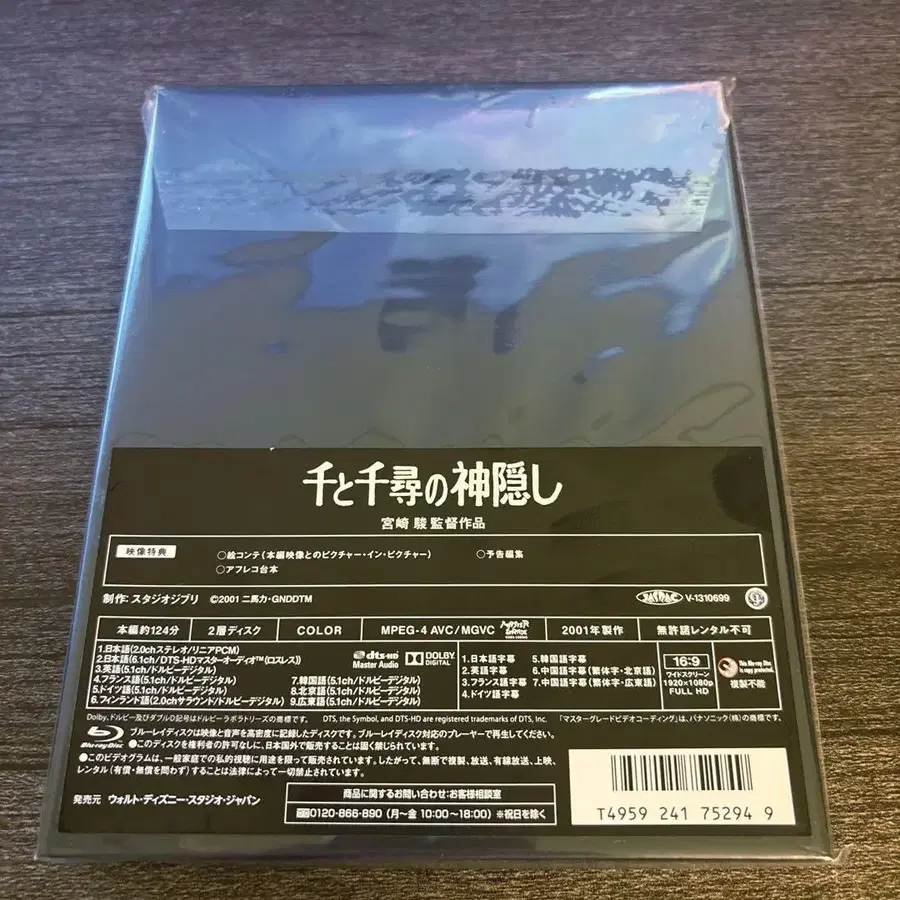 千と千尋の神隠し
宮崎 駿 監督作品
映像特典
○絵コンテ(本編映像とのピクチャー・イン・ピクチャー) ○予告編集
○アフレコ台本
制作:スタジオジブリ ©2001 二馬力・GNDDTM V-1310699
本編約124分 2層ディスク COLOR MPEG-4 AVC/MGVC 2001年製作 無許諾レンタル不可
1.日本語(2.0chステレオ/リニアPCM)
2.日本語(6.1ch/DTS-HDマスターオーディオ™(ロスレス))
3.英語(5.1ch/ドルビーデジタル)
4.フランス語(5.1ch/ドルビーデジタル)
5.ドイツ語(5.1ch/ドルビーデジタル)
6.フィンランド語(2.0chサラウンド/ドルビーデジタル)
dts-HD Master Audio
DOLBY DIGITAL
7.韓国語(5.1ch/ドルビーデジタル)
8.北京語(5.1ch/ドルビーデジタル)
9.広東語(5.1ch/ドルビーデジタル)
1.日本語字幕
2.英語字幕
3.フランス語字幕
4.ドイツ語字幕
5.韓国語字幕
6.中国語字幕(繁体字・北京語)
7.中国語字幕(繁体字・広東語)
16:9
ワイドスクリーン
1920×1080p
FULL HD
This Blu-ray Disc is copy protected.
複製不能
Dolby、ドルビー及びダブルD記号はドルビーラボラトリーズの商標です。 DTS, the Symbol, and DTS-HD are registered trademarks of DTS, Inc. 「マスターグレードビデオコーディング」は、パナソニック(株)の商標です。
Blu-ray Disc
ブルーレイディスクは映像と音声を高密度に記録したディスクです。ブルーレイディスク対応のプレーヤーで再生してください。
●このディスクを権利者の許可なしに、日本国外で販売することは固く禁じられています。
●このビデオグラムは、一般家庭での私的視聴に用途を限って販売されています。したがって、無断で複製、放送、有線放送、上映、
レンタル(有償・無償を問わず)することは法律によって一切禁止されています。
発売元 ウォルト・ディズニー・スタジオ・ジャパン
商品に関するお問い合わせ:お客様相談室
0120-866-890 (月〜金 10:00〜18:00) ※祝日を除く
T4959 241 75294 9